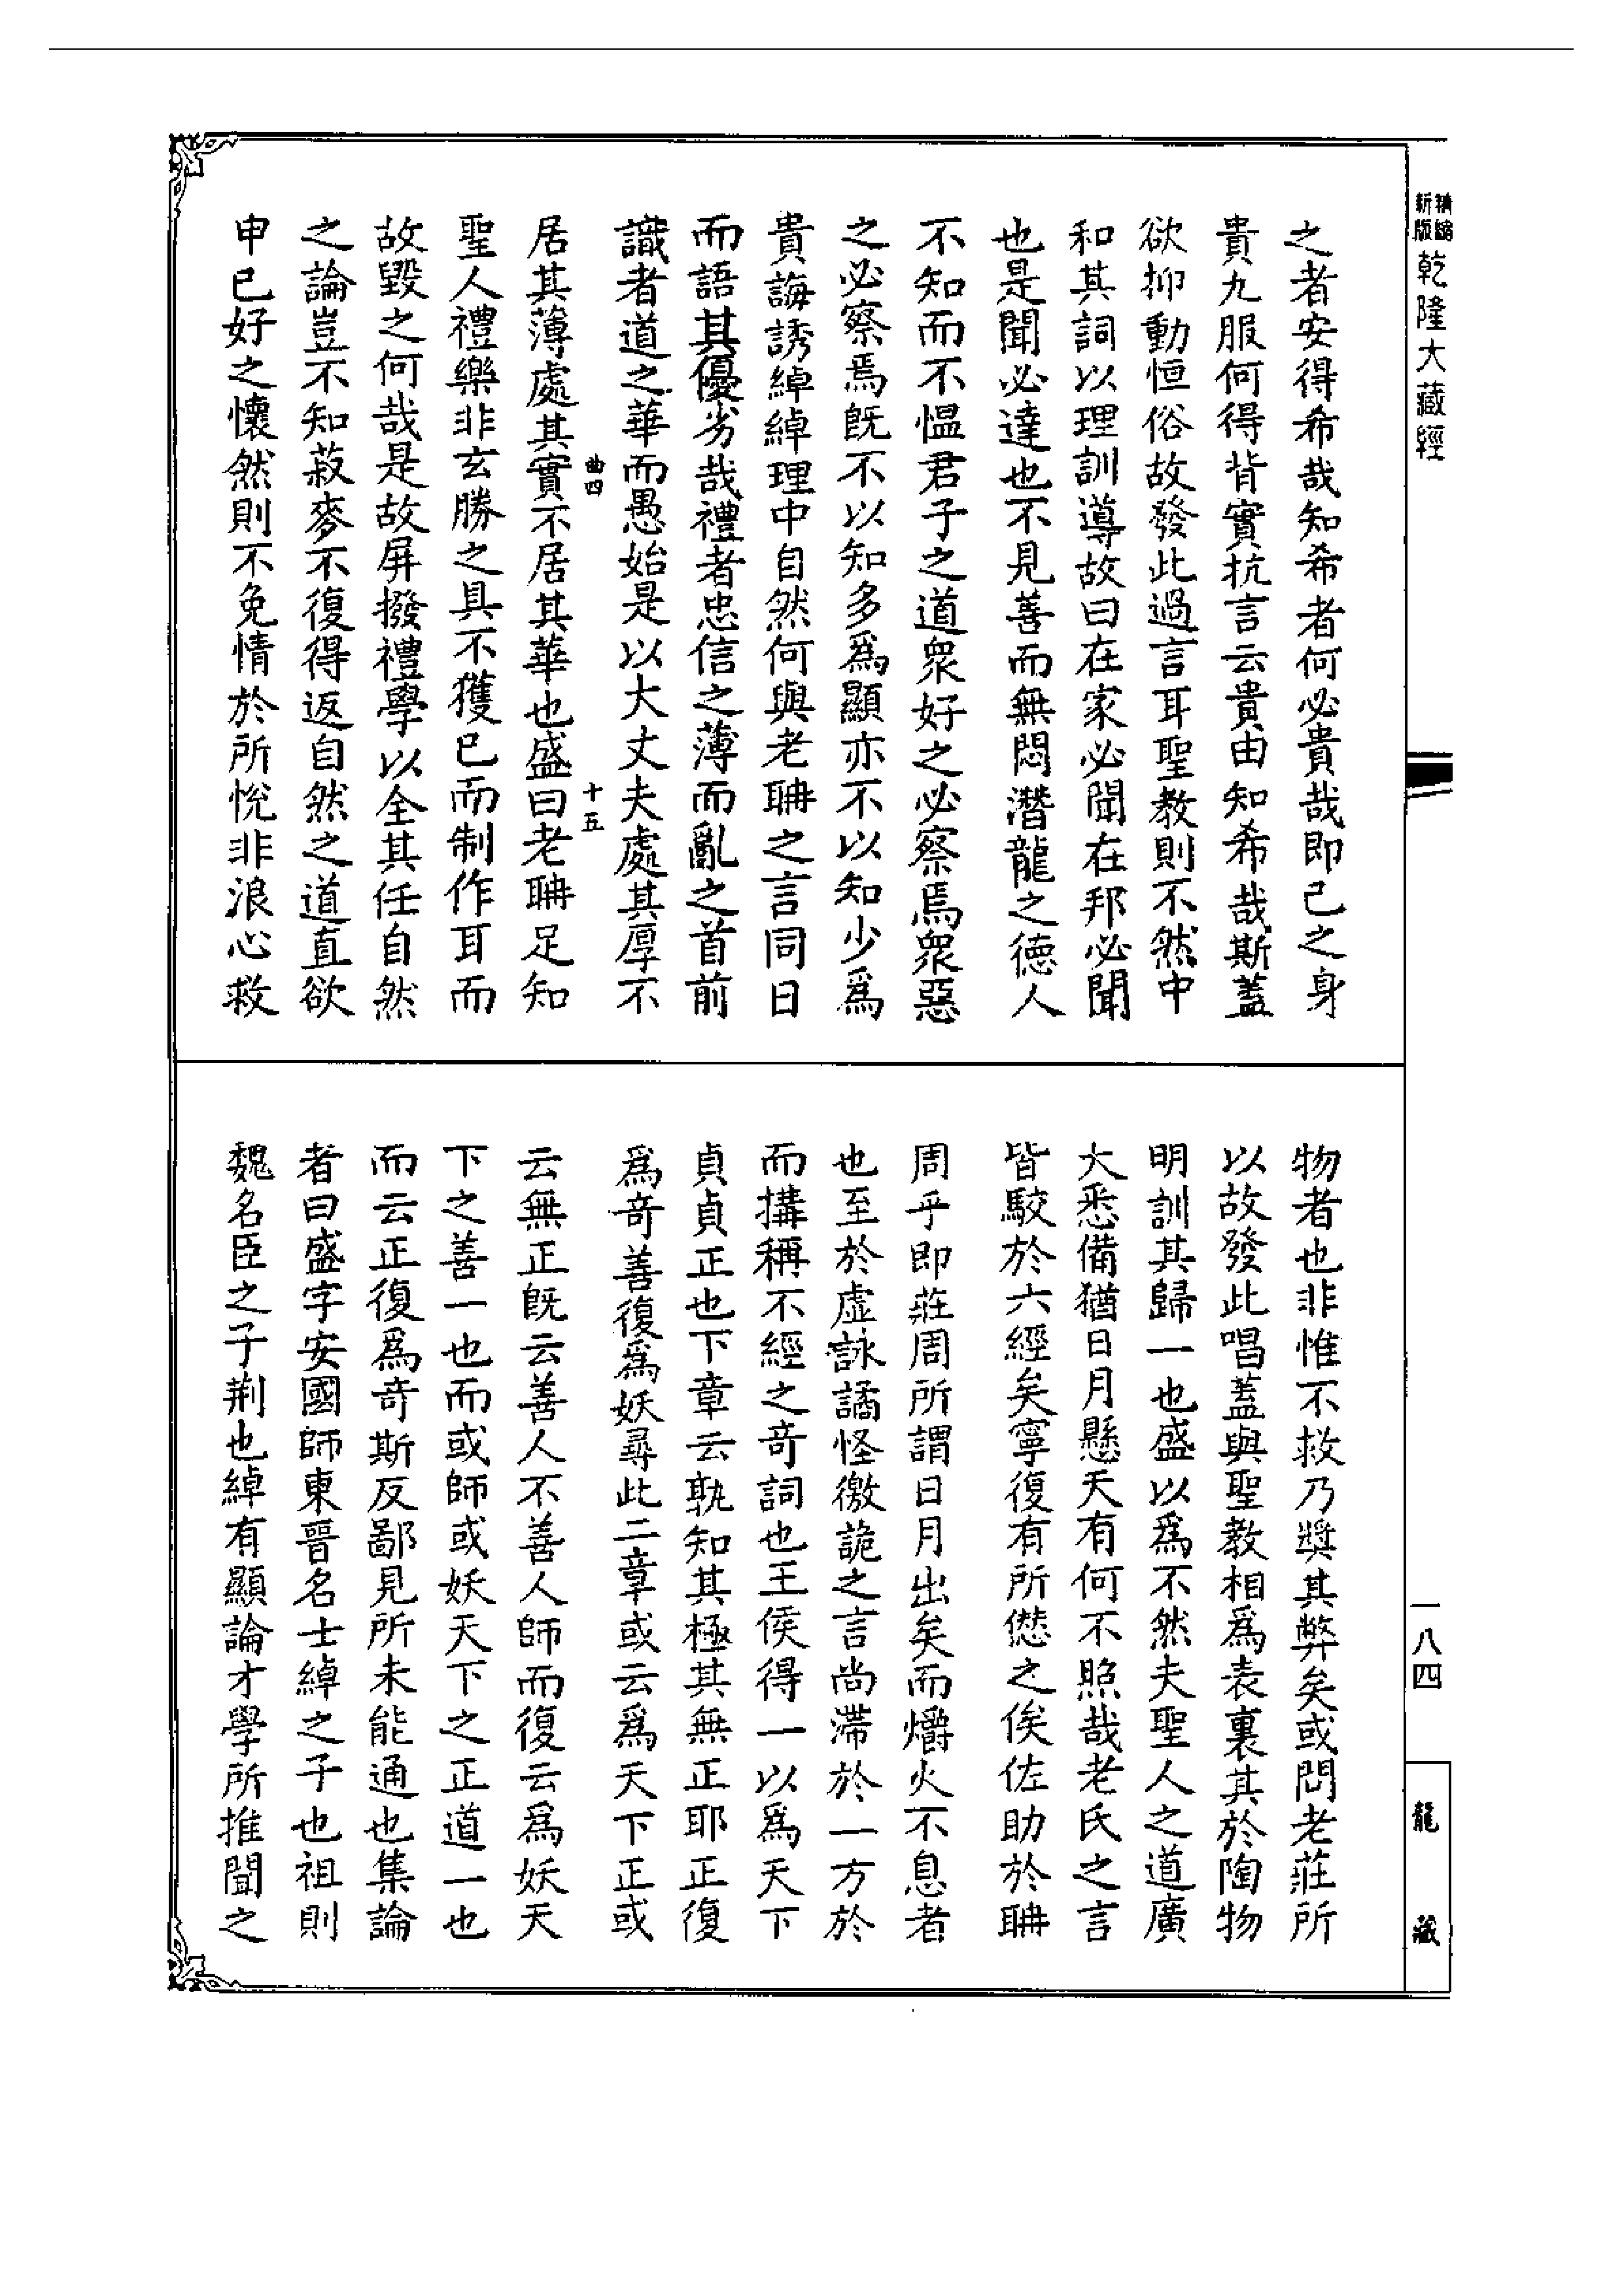 精縮新版乾隆大藏經
之者安得希哉知希者何必貴哉即己之身
貴九服何得背實抗言云貴由知希哉斯蓋
欲抑動恒俗故發此過言耳聖教則不然中
和其詞以理訓導故曰在家必聞在邦必聞
也是聞必達也不見善而無悶潛龍之德人
不知而不愠君子之道衆好之必察焉衆惡
之必察焉旣不以知多爲顯亦不以知少爲
貴誨誘綽綽理中自然何與老聃之言同日
而語其優劣哉禮者忠信之薄而亂之首前
識者道之華而愚始是以大丈夫處其厚不
曲四 十五
居其薄處其實不居其華也盛曰老聃足知
聖人禮樂非玄勝之具不獲已而制作耳而
故毀之何哉是故屏撥禮學以全其任自然
之論豈不知菽麥不復得返自然之道直欲
申已好之懷然則不免情於所悅非浪心救
物者也非惟不救乃獎其弊矣或問老莊所
以故發此唱蓋與聖教相爲表裏其於陶物
明訓其歸一也盛以爲不然夫聖人之道廣
大悉備猶日月懸天有何不照哉老氏之言
皆駮於六經矣寧復有所愆之俟佐助於聃
周乎即莊周所謂日月出矣而爝火不息者
也至於虛詠譎怪徼詭之言尚滯於一方於
而搆稱不經之奇詞也王侯得一以爲天下
貞貞正也下章云孰知其極其無正耶正復
爲奇善復爲妖尋此二章或云爲天下正或
云無正旣云善人不善人師而復云爲妖天
下之善一也而或師或妖天下之正道一也
而云正復爲奇斯反鄙見所未能通也集論
者曰盛字安國師東晉名士綽之子也祖則
魏名臣之子荆也綽有顯論才學所推聞之
一八四
龍藏